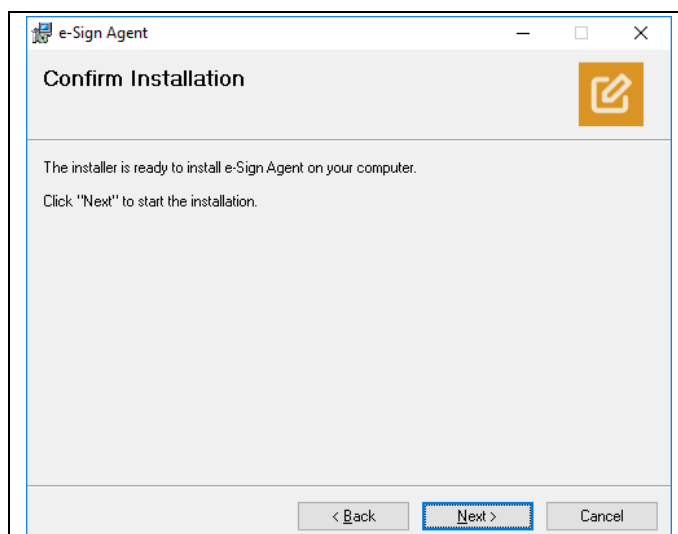 e-Sign Agent
Confirm Installation
The installer is ready to install e-Sign Agent on your computer.
Click "Next" to start the installation.
< Back
Next >
Cancel